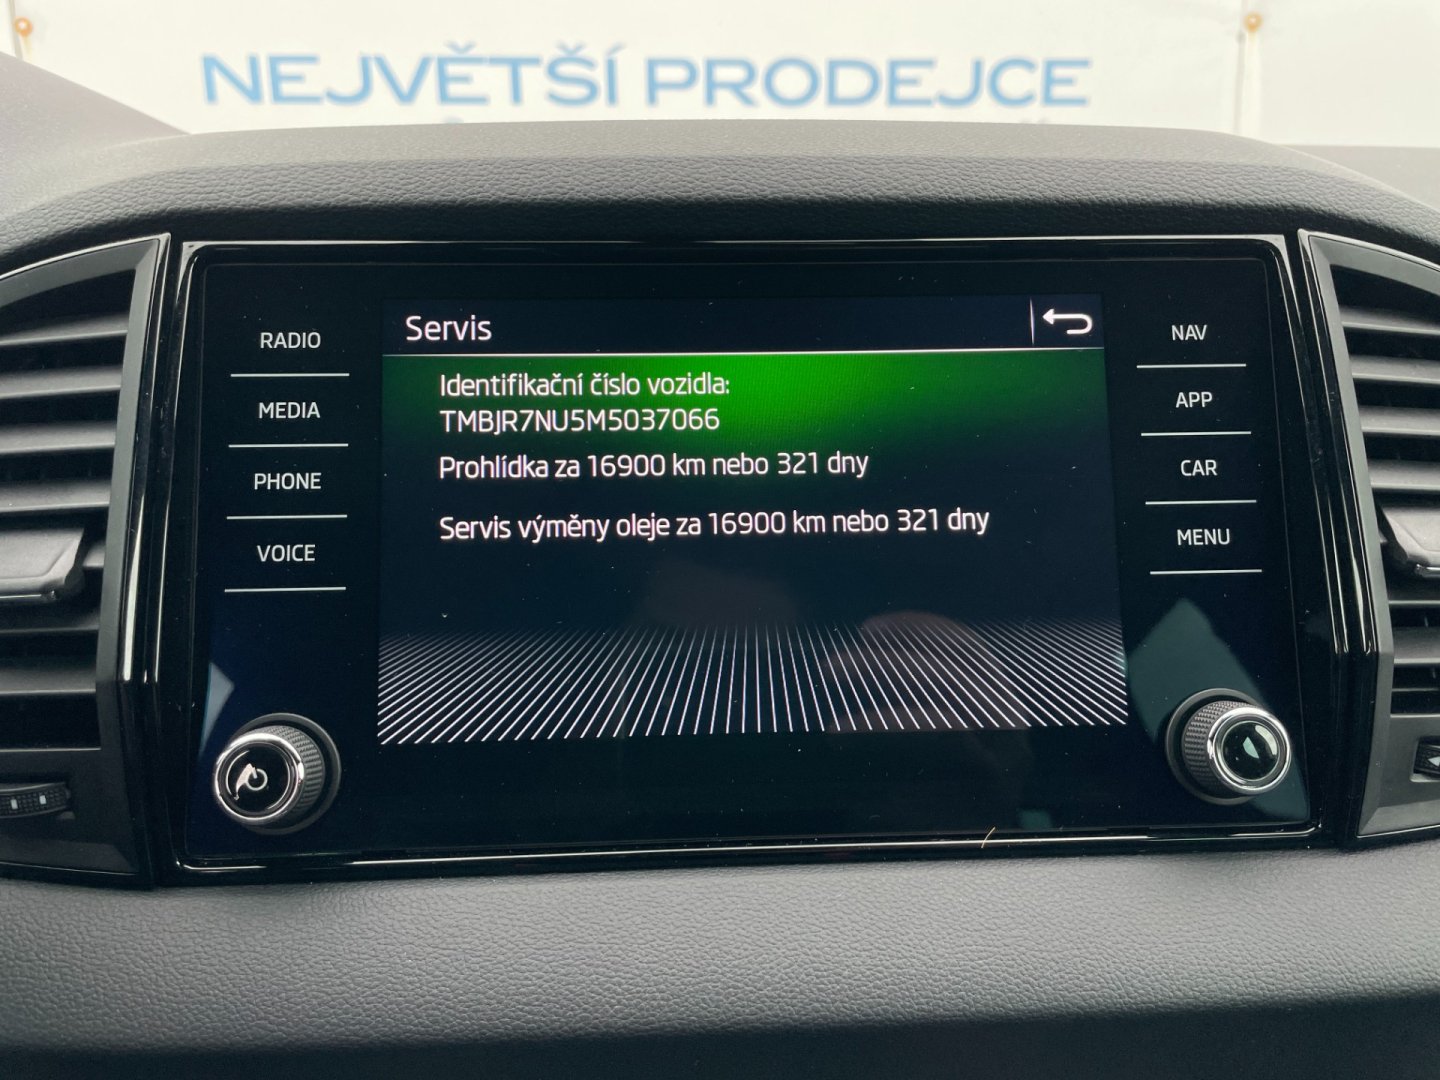 NEJVĚTŠÍ PRODEJCE
Servis
Identifikační číslo vozidla:
TMBJR7NU5M5037066
Prohlídka za 16900 km nebo 321 dny
Servis výměny oleje za 16900 km nebo 321 dny
RADIO
MEDIA
PHONE
VOICE
NAV
APP
CAR
MENU